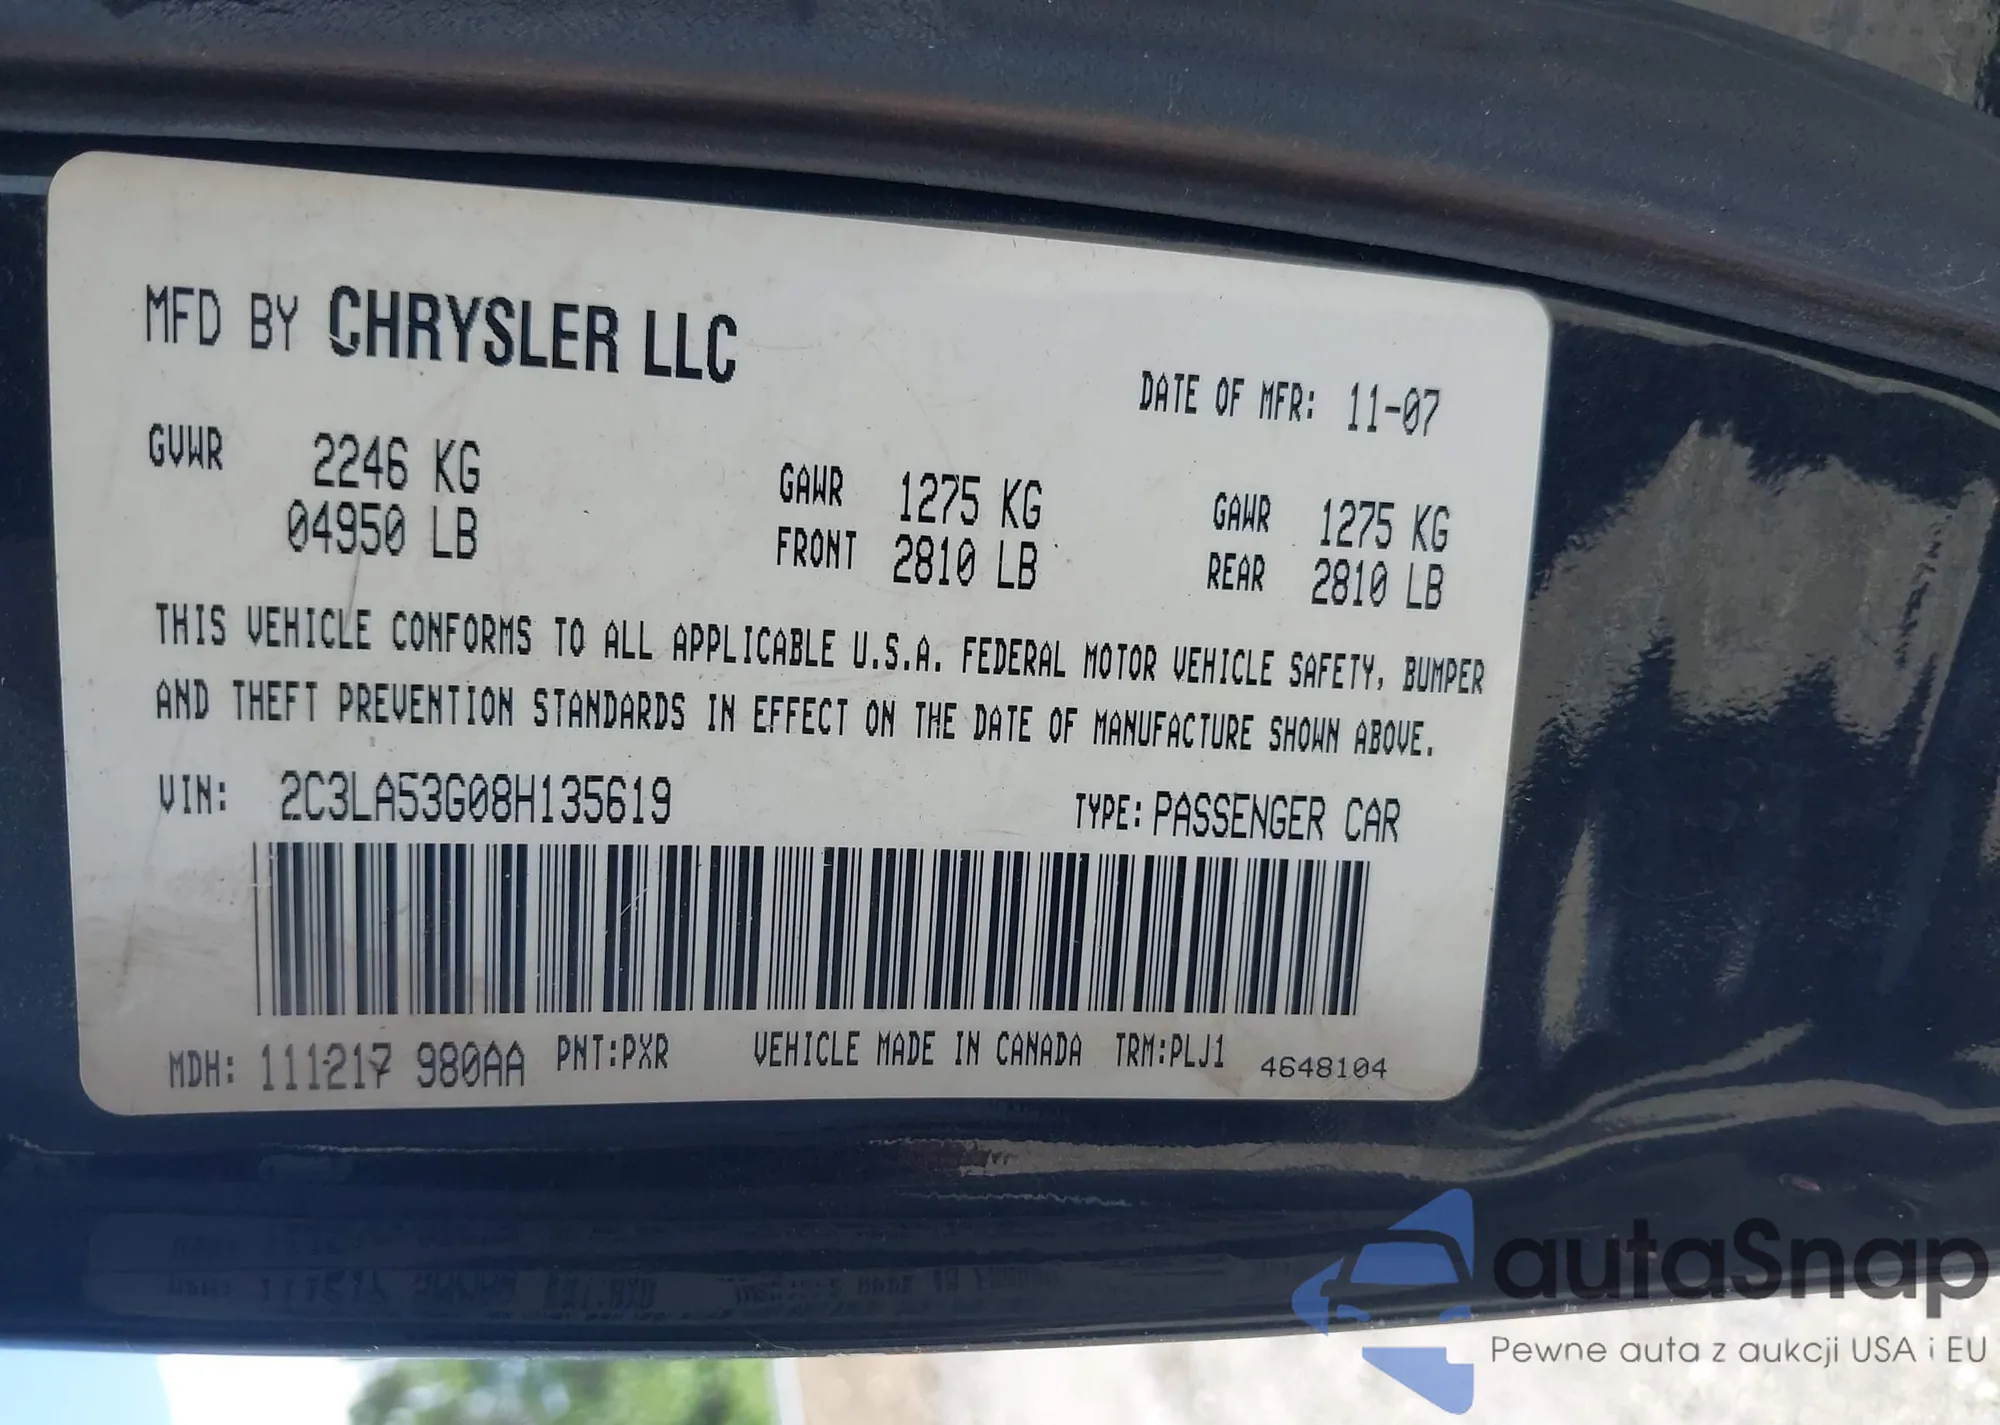 MFD BY CHRYSLER LLC
DATE OF MFR: 11-07
GVWR 2246 KG
04950 LB
GAWR 1275 KG
FRONT 2810 LB
GAWR 1275 KG
REAR 2810 LB
THIS VEHICLE CONFORMS TO ALL APPLICABLE U.S.A. FEDERAL MOTOR VEHICLE SAFETY, BUMPER
AND THEFT PREVENTION STANDARDS IN EFFECT ON THE DATE OF MANUFACTURE SHOWN ABOVE.
VIN: 2C3LA53G08H135619 TYPE: PASSENGER CAR
MDH: 111217 980AA PNT:PXR VEHICLE MADE IN CANADA TRM:PLJ1 4648104
autaSnap
Pewne auta z aukcji USA i EU